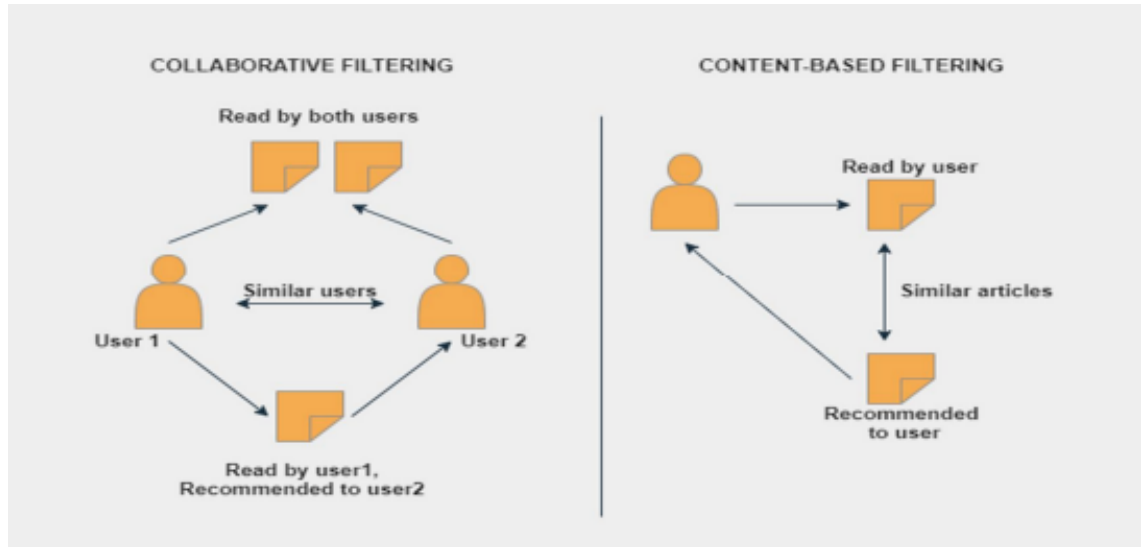 COLLABORATIVE FILTERING
Read by both users
Similar users
User 1
User 2
Read by user1,
Recommended to user2
CONTENT-BASED FILTERING
Read by user
Similar articles
Recommended
to user